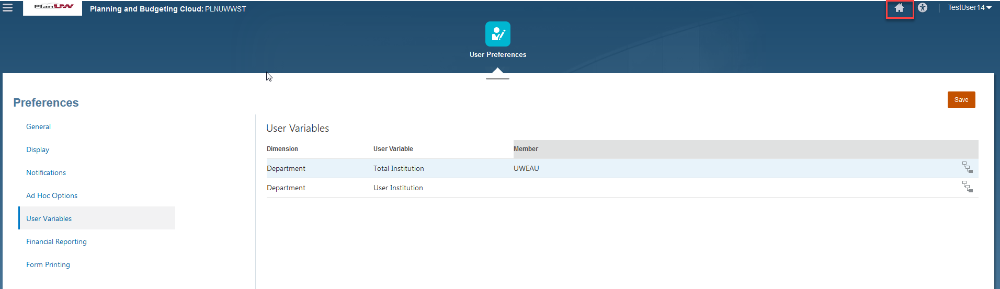 PlanUW Planning and Budgeting Cloud: PLNUWWST TestUser14
User Preferences
Preferences
Save
General
Display
Notifications
Ad Hoc Options
User Variables
Financial Reporting
Form Printing
User Variables
Dimension User Variable Member
Department Total Institution UWEAU
Department User Institution